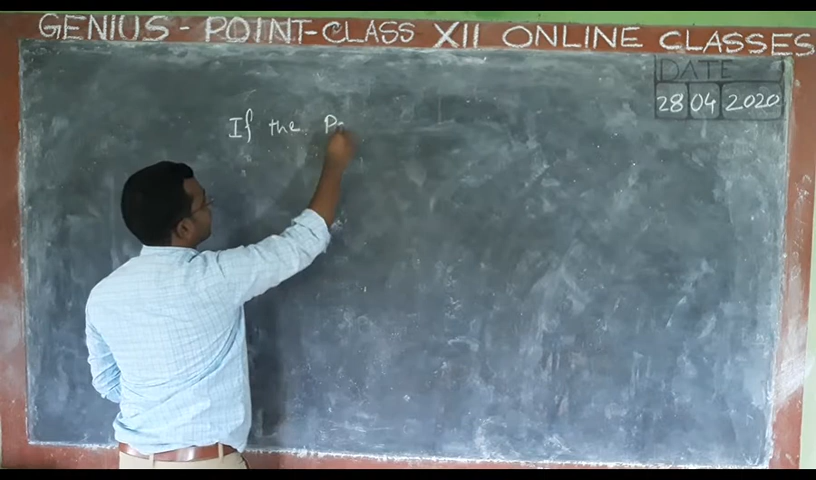 GENIUS - POINT-CLASS XII ONLINE CLASSES
DATE
28 04 2020
If the